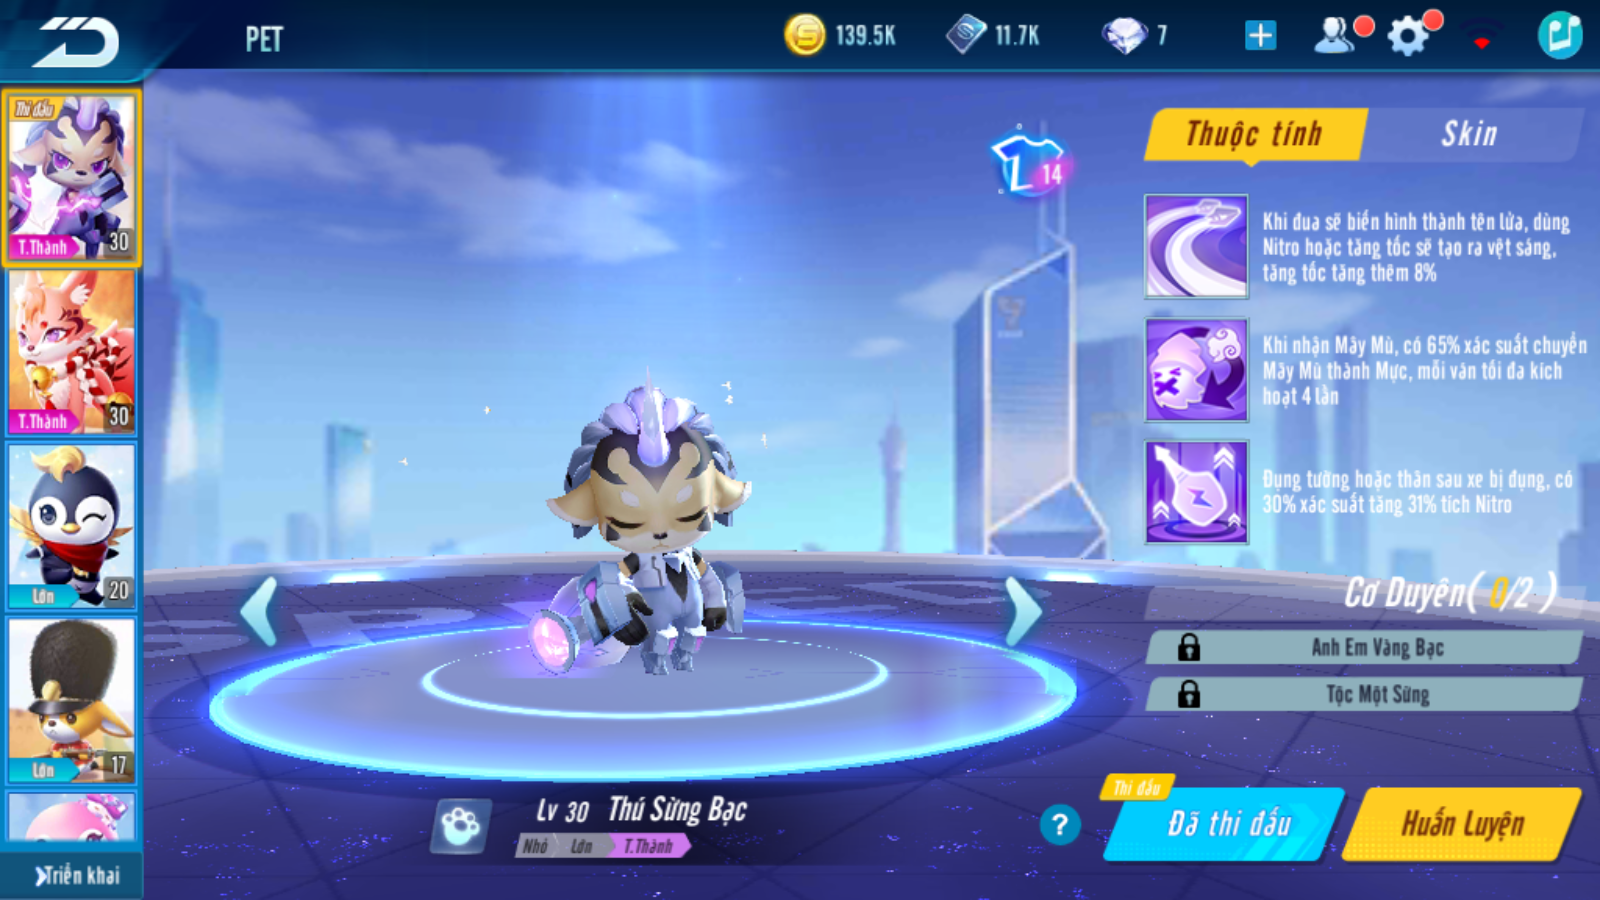 PET
139.5K
11.7K
7
Thi đấu
T.Thành
30
T.Thành
30
Lớn
20
Lớn
17
Triển khai
L 14
Thuộc tính
Skin
Khi đua sẽ biến hình thành tên lửa, dùng
Nitro hoặc tăng tốc sẽ tạo ra vệt sáng,
tăng tốc tăng thêm 8%
Khi nhận Mây Mù, có 65% xác suất chuyển
Mây Mù thành Mực, mỗi ván tối đa kích
hoạt 4 lần
Đụng tường hoặc thân sau xe bị đụng, có
30% xác suất tăng 31% tích Nitro
Cơ Duyên( 0/2 )
Anh Em Vàng Bạc
Tộc Một Sừng
Lv 30 Thú Sừng Bạc
Nhỏ Lớn T.Thành
?
Thi đấu
Đã thi đấu
Huấn Luyện